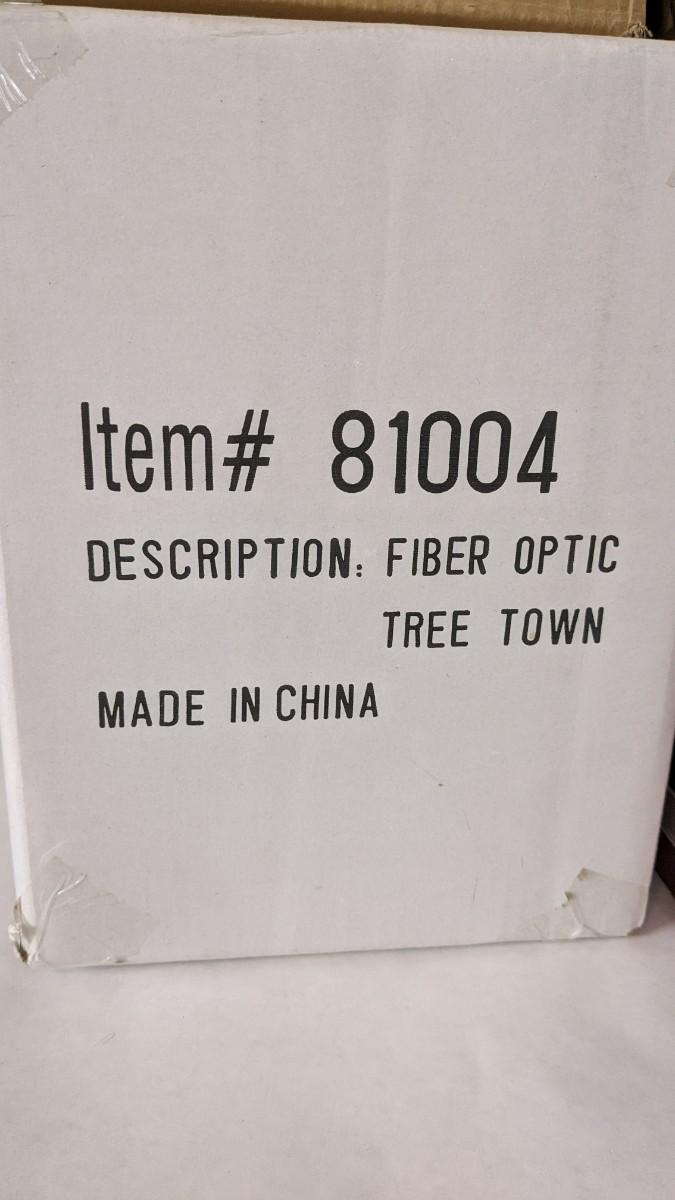 Item# 81004
DESCRIPTION: FIBER OPTIC
TREE TOWN
MADE IN CHINA